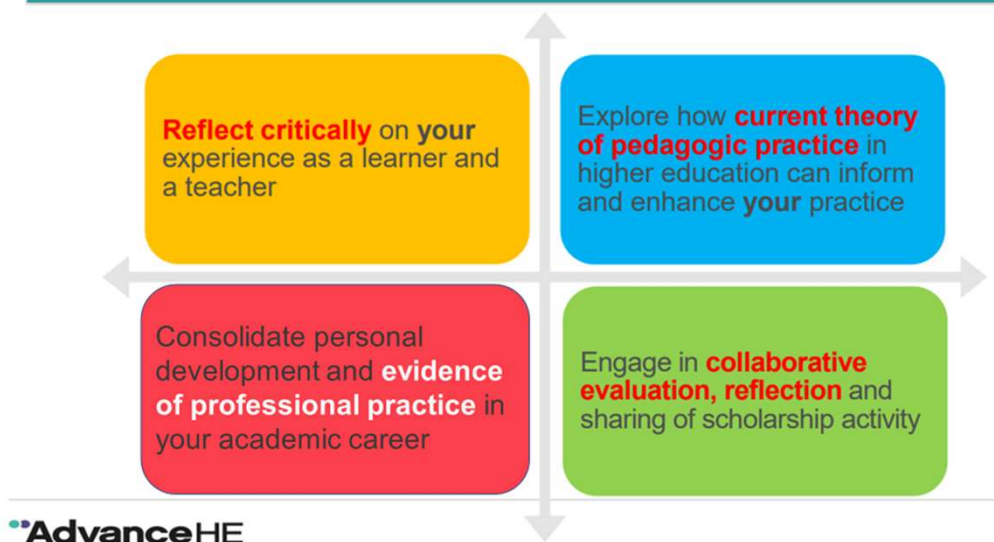 Reflect critically on your
experience as a learner and
a teacher
Explore how current theory
of pedagogic practice in
higher education can inform
and enhance your practice
Consolidate personal
development and evidence
of professional practice in
your academic career
Engage in collaborative
evaluation, reflection and
sharing of scholarship activity
AdvanceHE